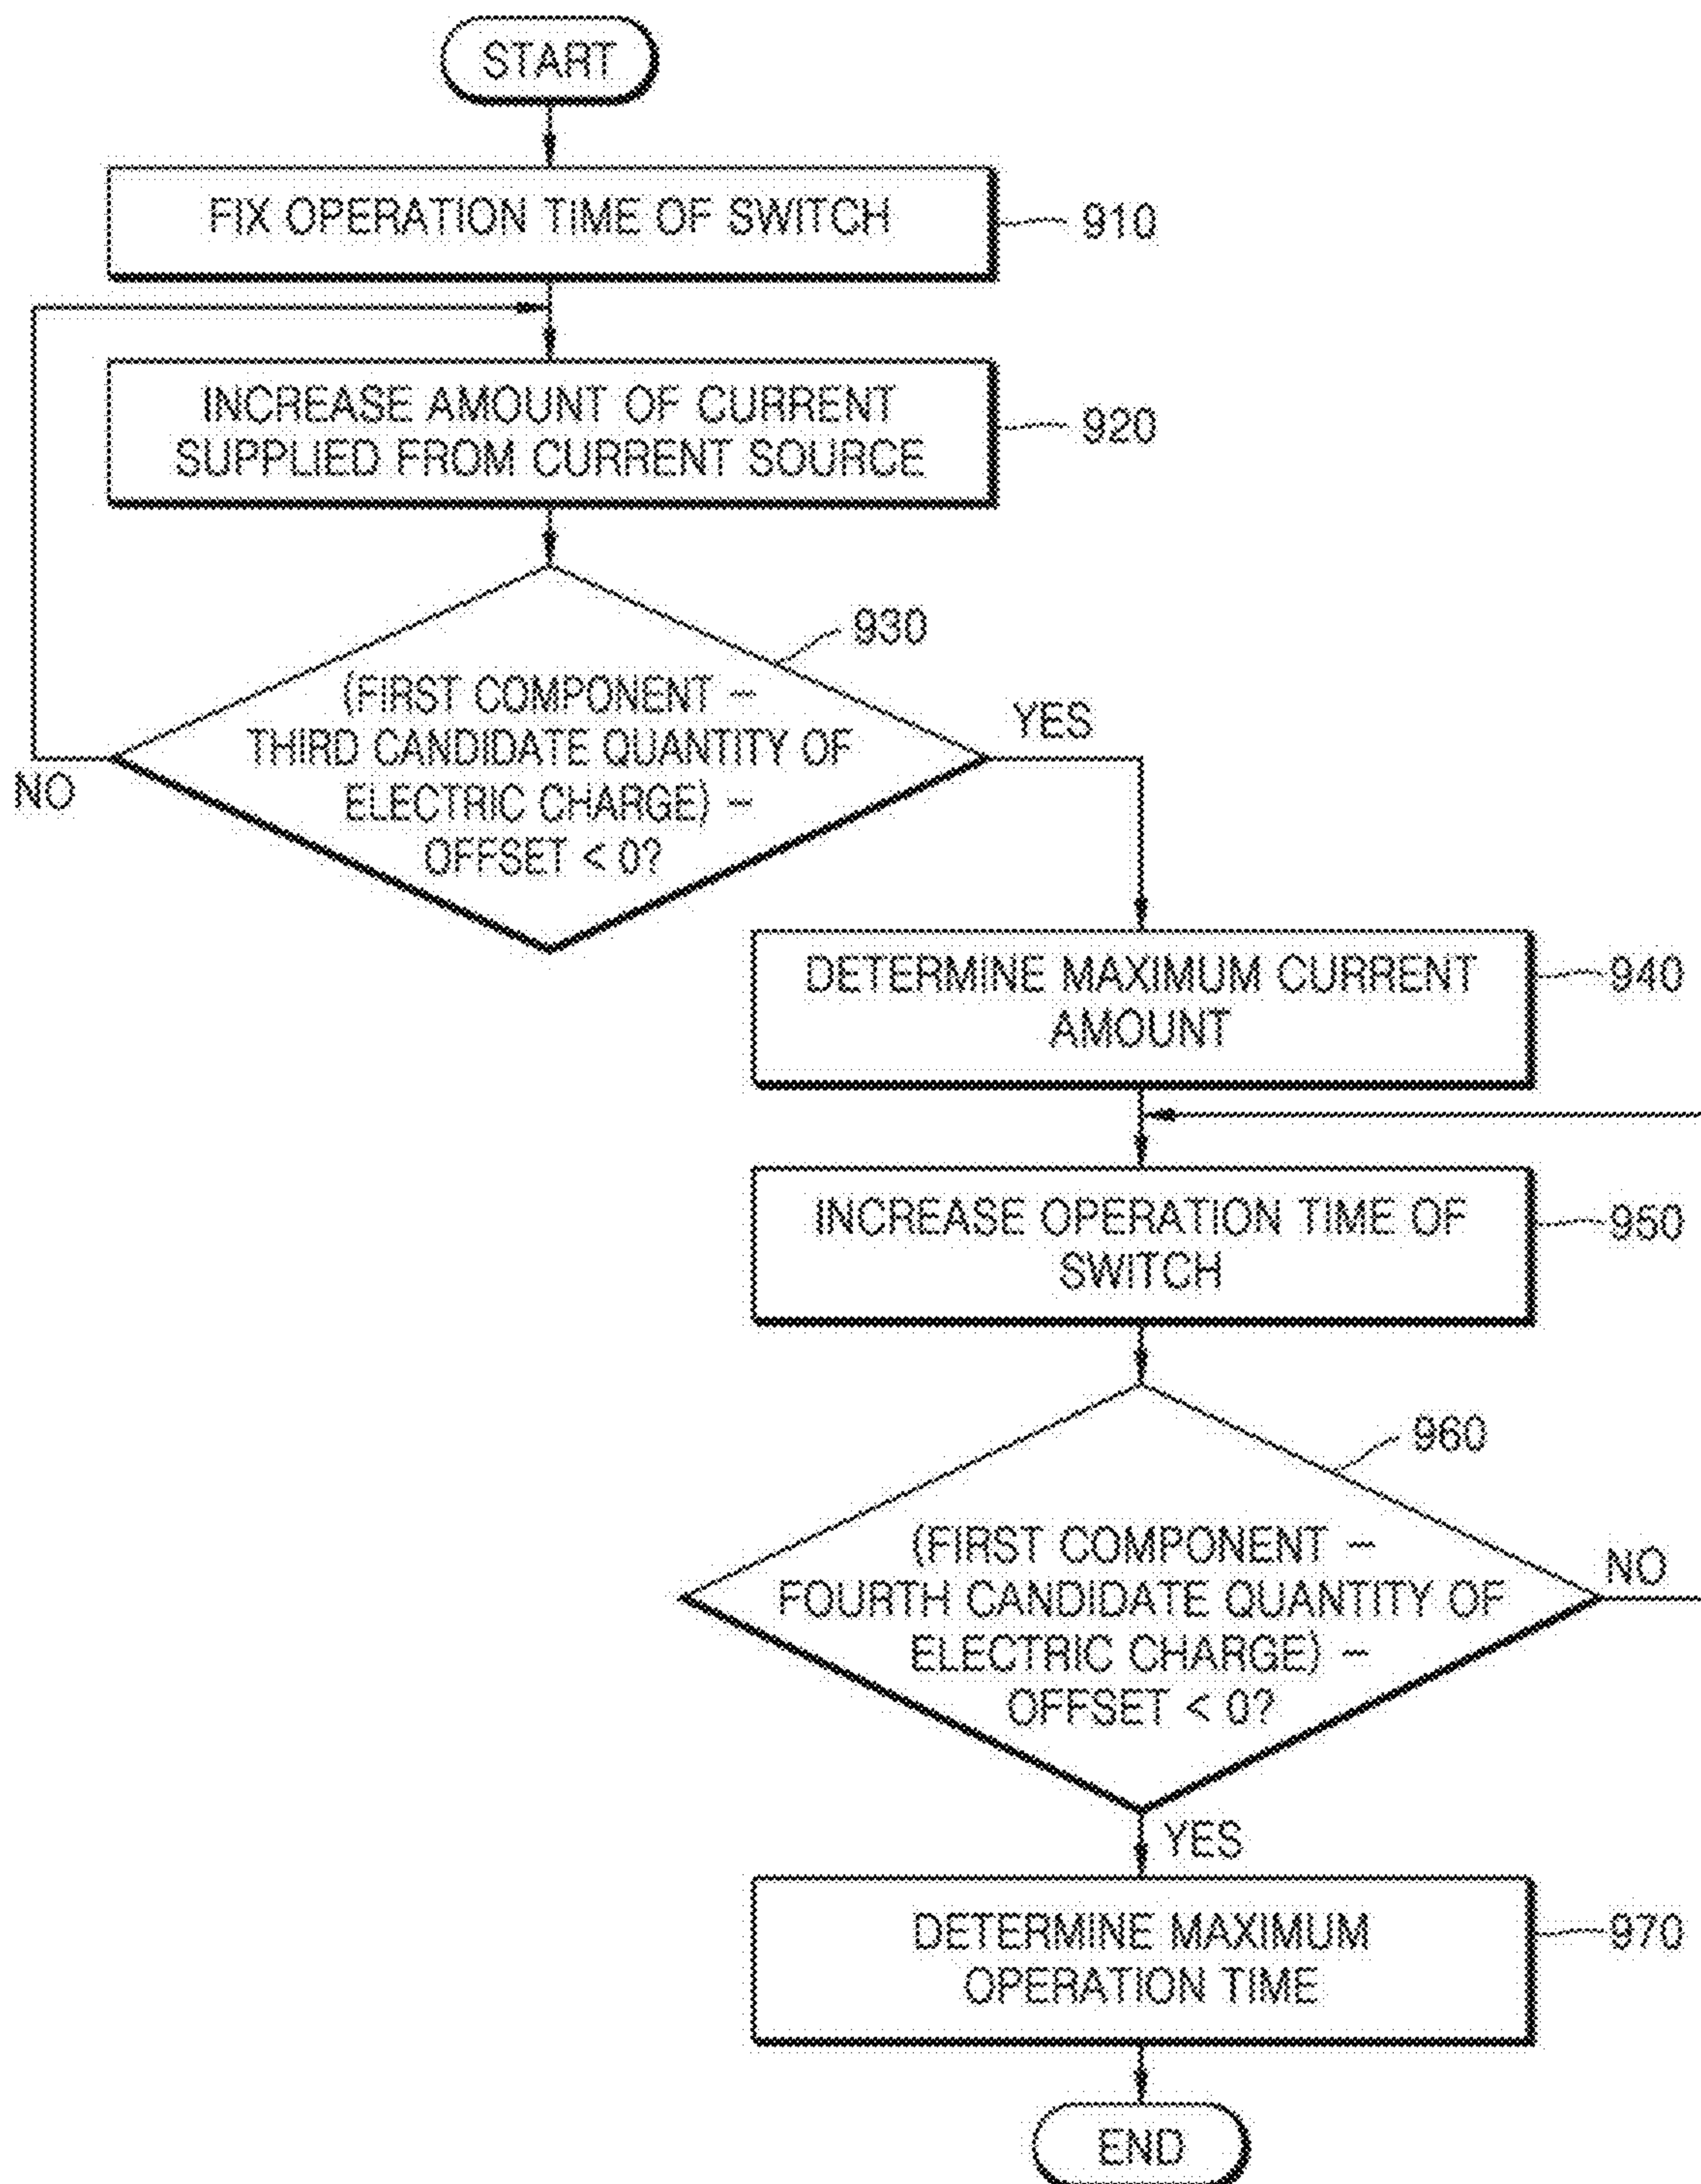 START
FIX OPERATION TIME OF SWITCH
910
INCREASE AMOUNT OF CURRENT
SUPPLIED FROM CURRENT SOURCE
920
930
(FIRST COMPONENT –
THIRD CANDIDATE QUANTITY OF
ELECTRIC CHARGE) –
OFFSET < 0?
YES
NO
DETERMINE MAXIMUM CURRENT
AMOUNT
940
INCREASE OPERATION TIME OF
SWITCH
950
960
(FIRST COMPONENT –
FOURTH CANDIDATE QUANTITY OF
ELECTRIC CHARGE) –
OFFSET < 0?
NO
YES
DETERMINE MAXIMUM
OPERATION TIME
970
END